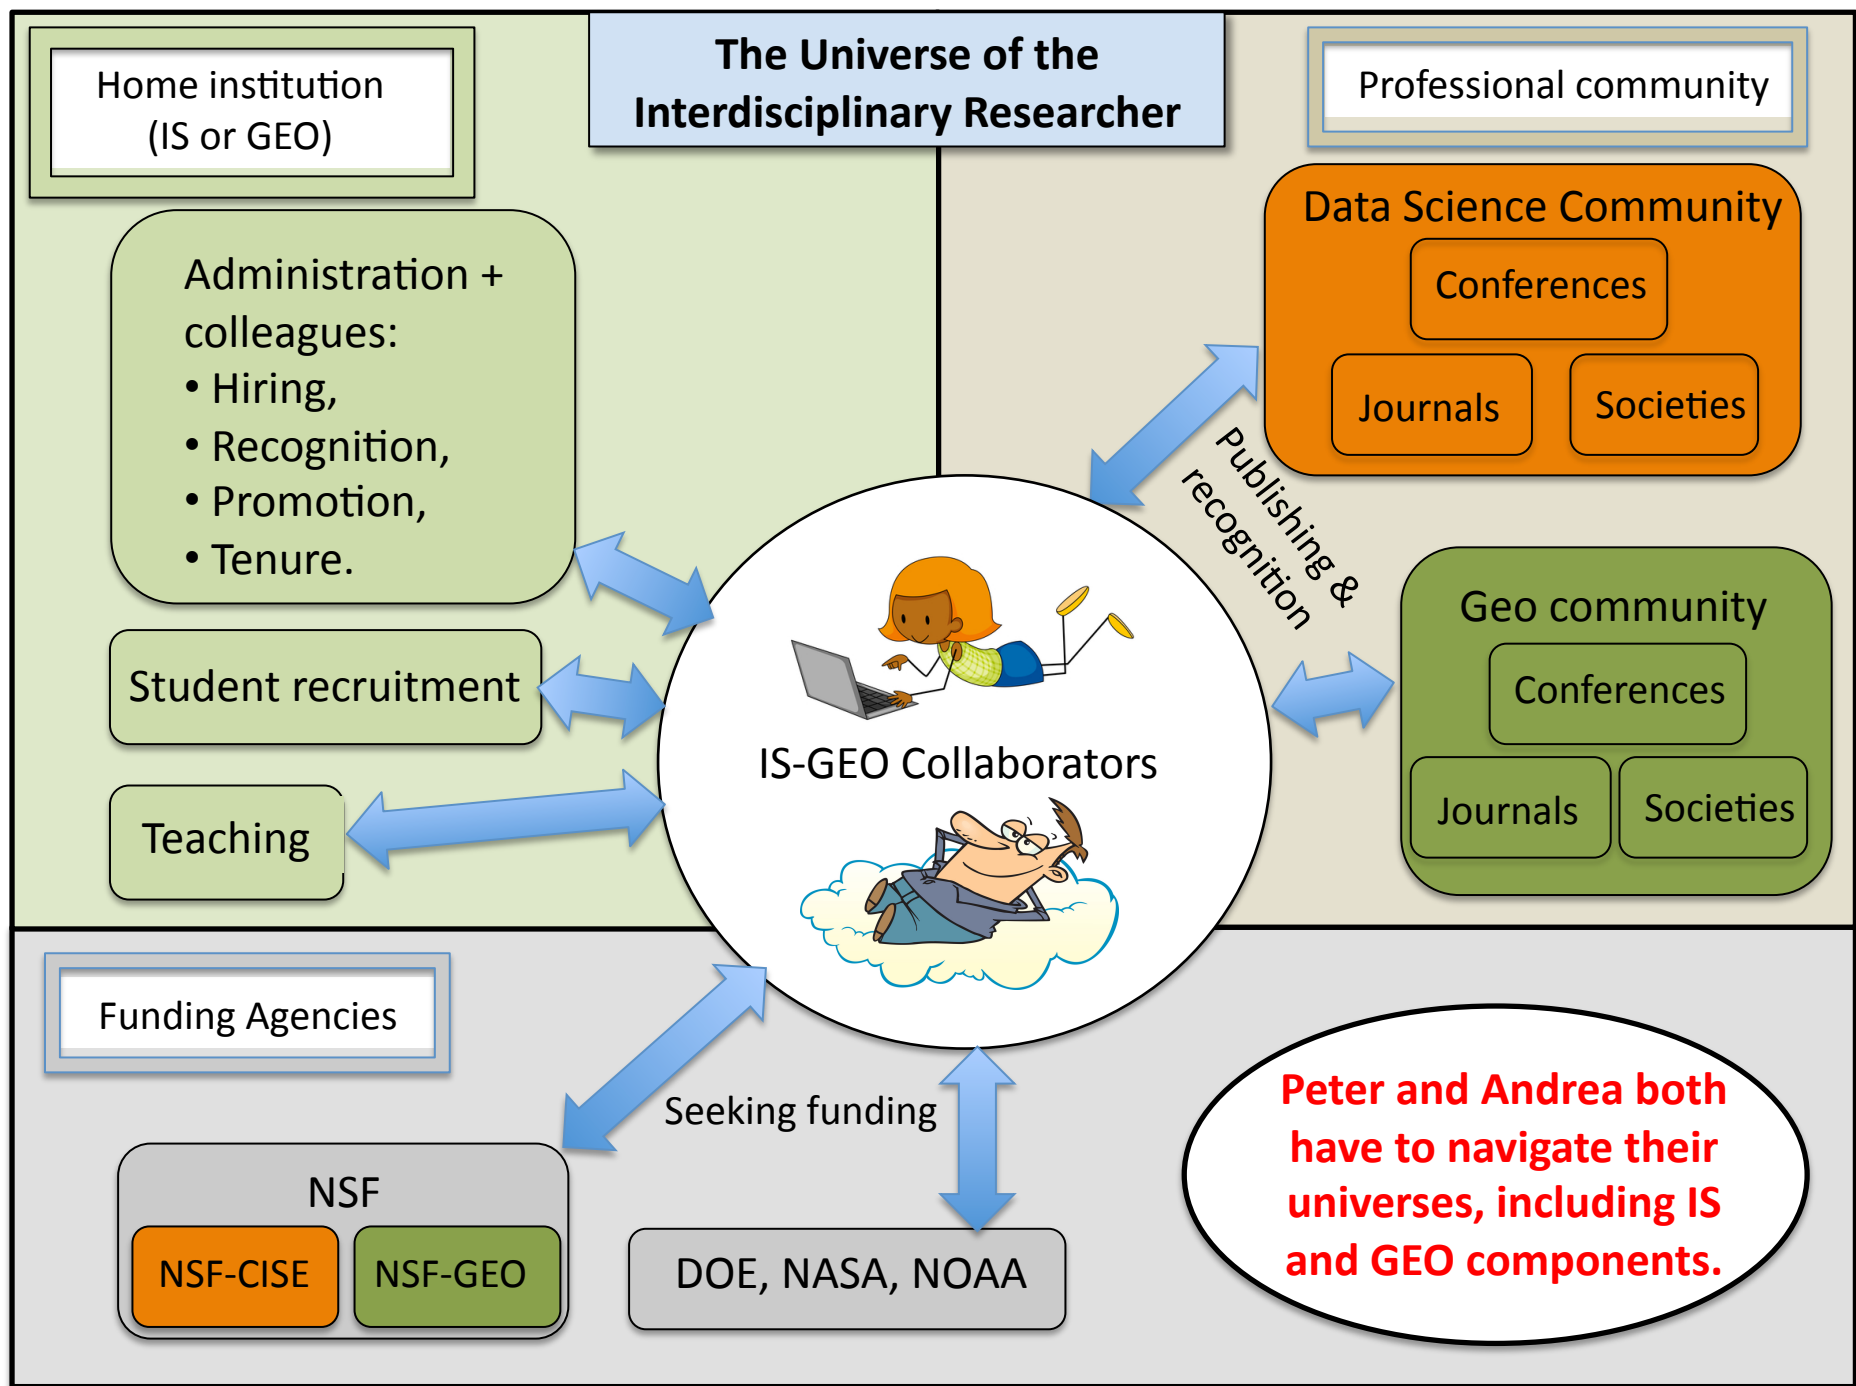 The Universe of the
Interdisciplinary Researcher
Home institution
(IS or GEO)
Administration +
colleagues:
• Hiring,
• Recognition,
• Promotion,
• Tenure.
Student recruitment
Teaching
Professional community
Data Science Community
Conferences
Journals
Societies
Publishing &
recognition
Geo community
Conferences
Journals
Societies
IS-GEO Collaborators
Funding Agencies
Seeking funding
NSF
NSF-CISE
NSF-GEO
DOE, NASA, NOAA
Peter and Andrea both
have to navigate their
universes, including IS
and GEO components.